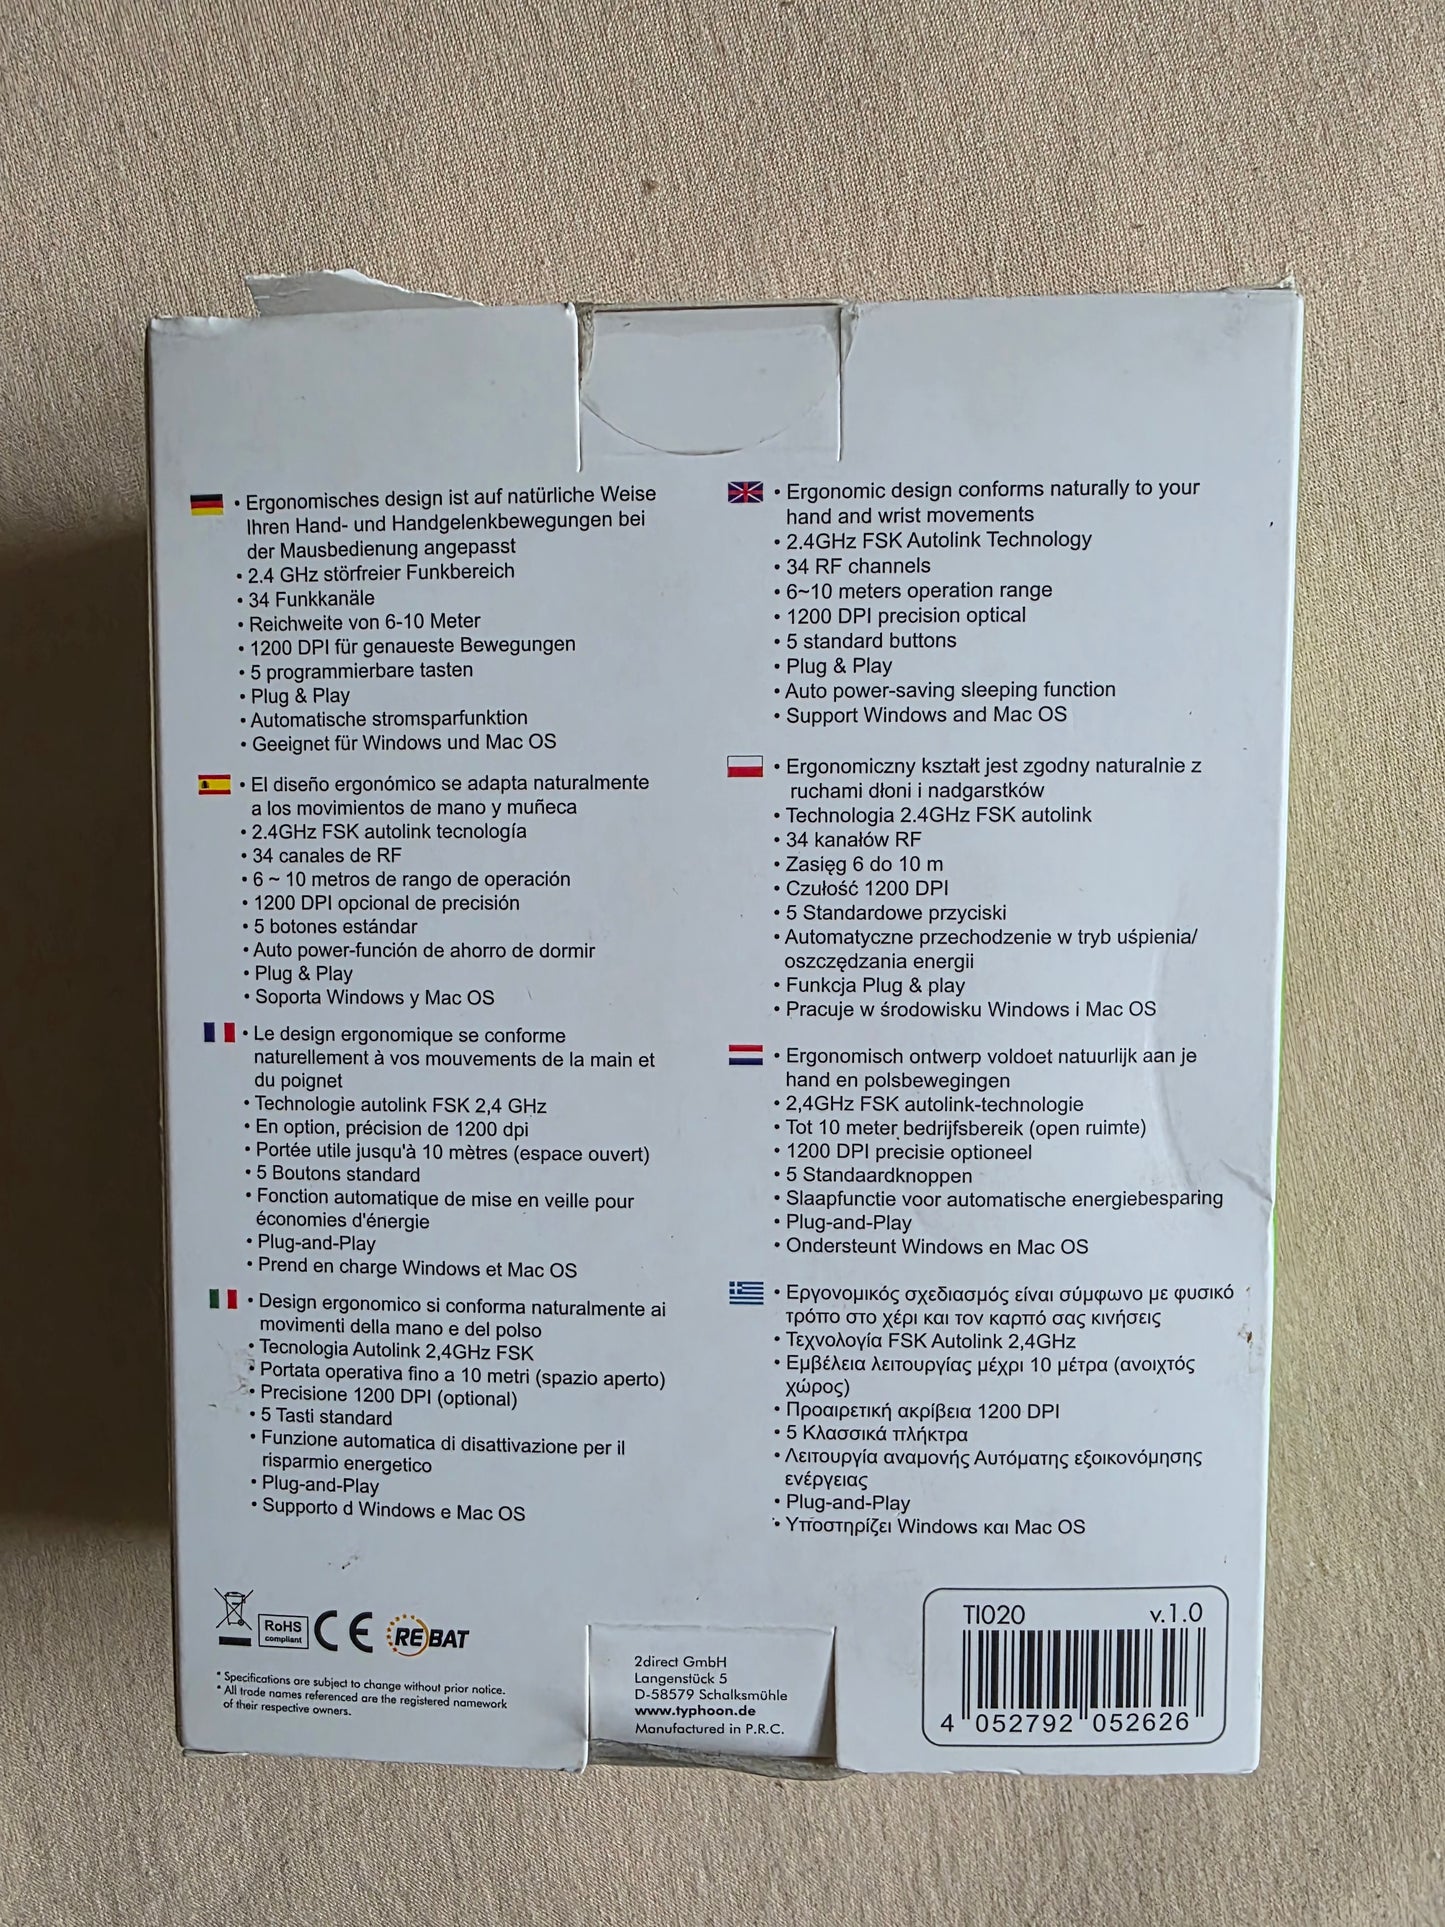 • Ergonomisches design ist auf natürliche Weise
Ihren Hand- und Handgelenkbewegungen bei
der Mausbedienung angepasst
• 2.4 GHz störfreier Funkbereich
• 34 Funkkanäle
• Reichweite von 6-10 Meter
• 1200 DPI für genaueste Bewegungen
• 5 programmierbare tasten
• Plug & Play
• Automatische stromsparfunktion
• Geeignet für Windows und Mac OS
• El diseño ergonómico se adapta naturalmente
a los movimientos de mano y muñeca
• 2.4GHz FSK autolink tecnología
• 34 canales de RF
• 6 ~ 10 metros de rango de operación
• 1200 DPI opcional de precisión
• 5 botones estándar
• Auto power-función de ahorro de dormir
• Plug & Play
• Soporta Windows y Mac OS
• Le design ergonomique se conforme
naturellement à vos mouvements de la main et
du poignet
• Technologie autolink FSK 2,4 GHz
• En option, précision de 1200 dpi
• Portée utile jusqu'à 10 mètres (espace ouvert)
• 5 Boutons standard
• Fonction automatique de mise en veille pour
économies d'énergie
• Plug-and-Play
• Prend en charge Windows et Mac OS
• Design ergonomico si conforma naturalmente ai
movimenti della mano e del polso
• Tecnologia Autolink 2,4GHz FSK
• Portata operativa fino a 10 metri (spazio aperto)
• Precisione 1200 DPI (optional)
• 5 Tasti standard
• Funzione automatica di disattivazione per il
risparmio energetico
• Plug-and-Play
• Supporto d Windows e Mac OS
• Ergonomic design conforms naturally to your
hand and wrist movements
• 2.4GHz FSK Autolink Technology
• 34 RF channels
• 6~10 meters operation range
• 1200 DPI precision optical
• 5 standard buttons
• Plug & Play
• Auto power-saving sleeping function
• Support Windows and Mac OS
• Ergonomiczny kształt jest zgodny naturalnie z
ruchami dłoni i nadgarstków
• Technologia 2.4GHz FSK autolink
• 34 kanałów RF
• Zasięg 6 do 10 m
• Czułość 1200 DPI
• 5 Standardowe przyciski
• Automatyczne przechodzenie w tryb uśpienia/
oszczędzania energii
• Funkcja Plug & play
• Pracuje w środowisku Windows i Mac OS
• Ergonomisch ontwerp voldoet natuurlijk aan je
hand en polsbewegingen
• 2,4GHz FSK autolink-technologie
• Tot 10 meter bedrijfsbereik (open ruimte)
• 1200 DPI precisie optioneel
• 5 Standaardknoppen
• Slaapfunctie voor automatische energiebesparing
• Plug-and-Play
• Ondersteunt Windows en Mac OS
• Εργονομικός σχεδιασμός είναι σύμφωνο με φυσικό
τρόπο στο χέρι και τον καρπό σας κινήσεις
• Τεχνολογία FSK Autolink 2,4GHz
• Εμβέλεια λειτουργίας μέχρι 10 μέτρα (ανοιχτός
χώρος)
• Προαιρετική ακρίβεια 1200 DPI
• 5 Κλασσικά πλήκτρα
• Λειτουργία αναμονής Αυτόματης εξοικονόμησης
ενέργειας
• Plug-and-Play
• Υποστηρίζει Windows και Mac OS
RoHS
compliant
CE
REBAT
* Specifications are subject to change without prior notice.
* All trade names referenced are the registered namework
of their respective owners.
2direct GmbH
Langenstück 5
D-58579 Schalksmühle
www.typhoon.de
Manufactured in P.R.C.
TI020 v.1.0
4 052792 052626